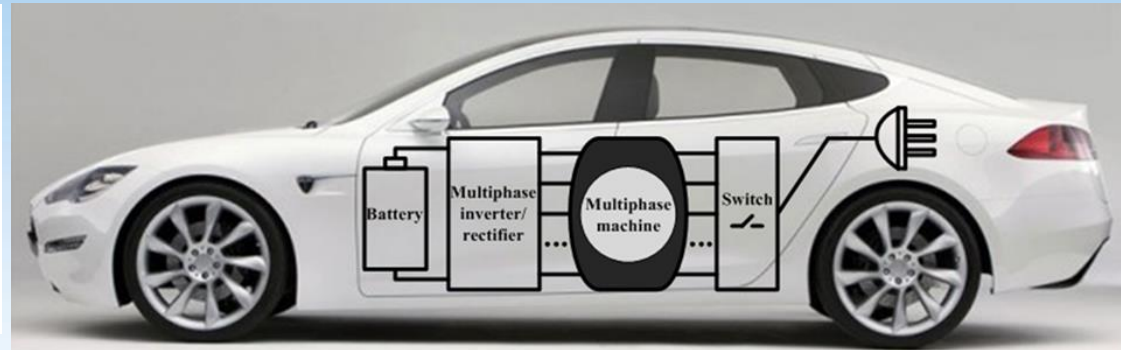 Battery
Multiphase
inverter/
rectifier
Multiphase
machine
Switch